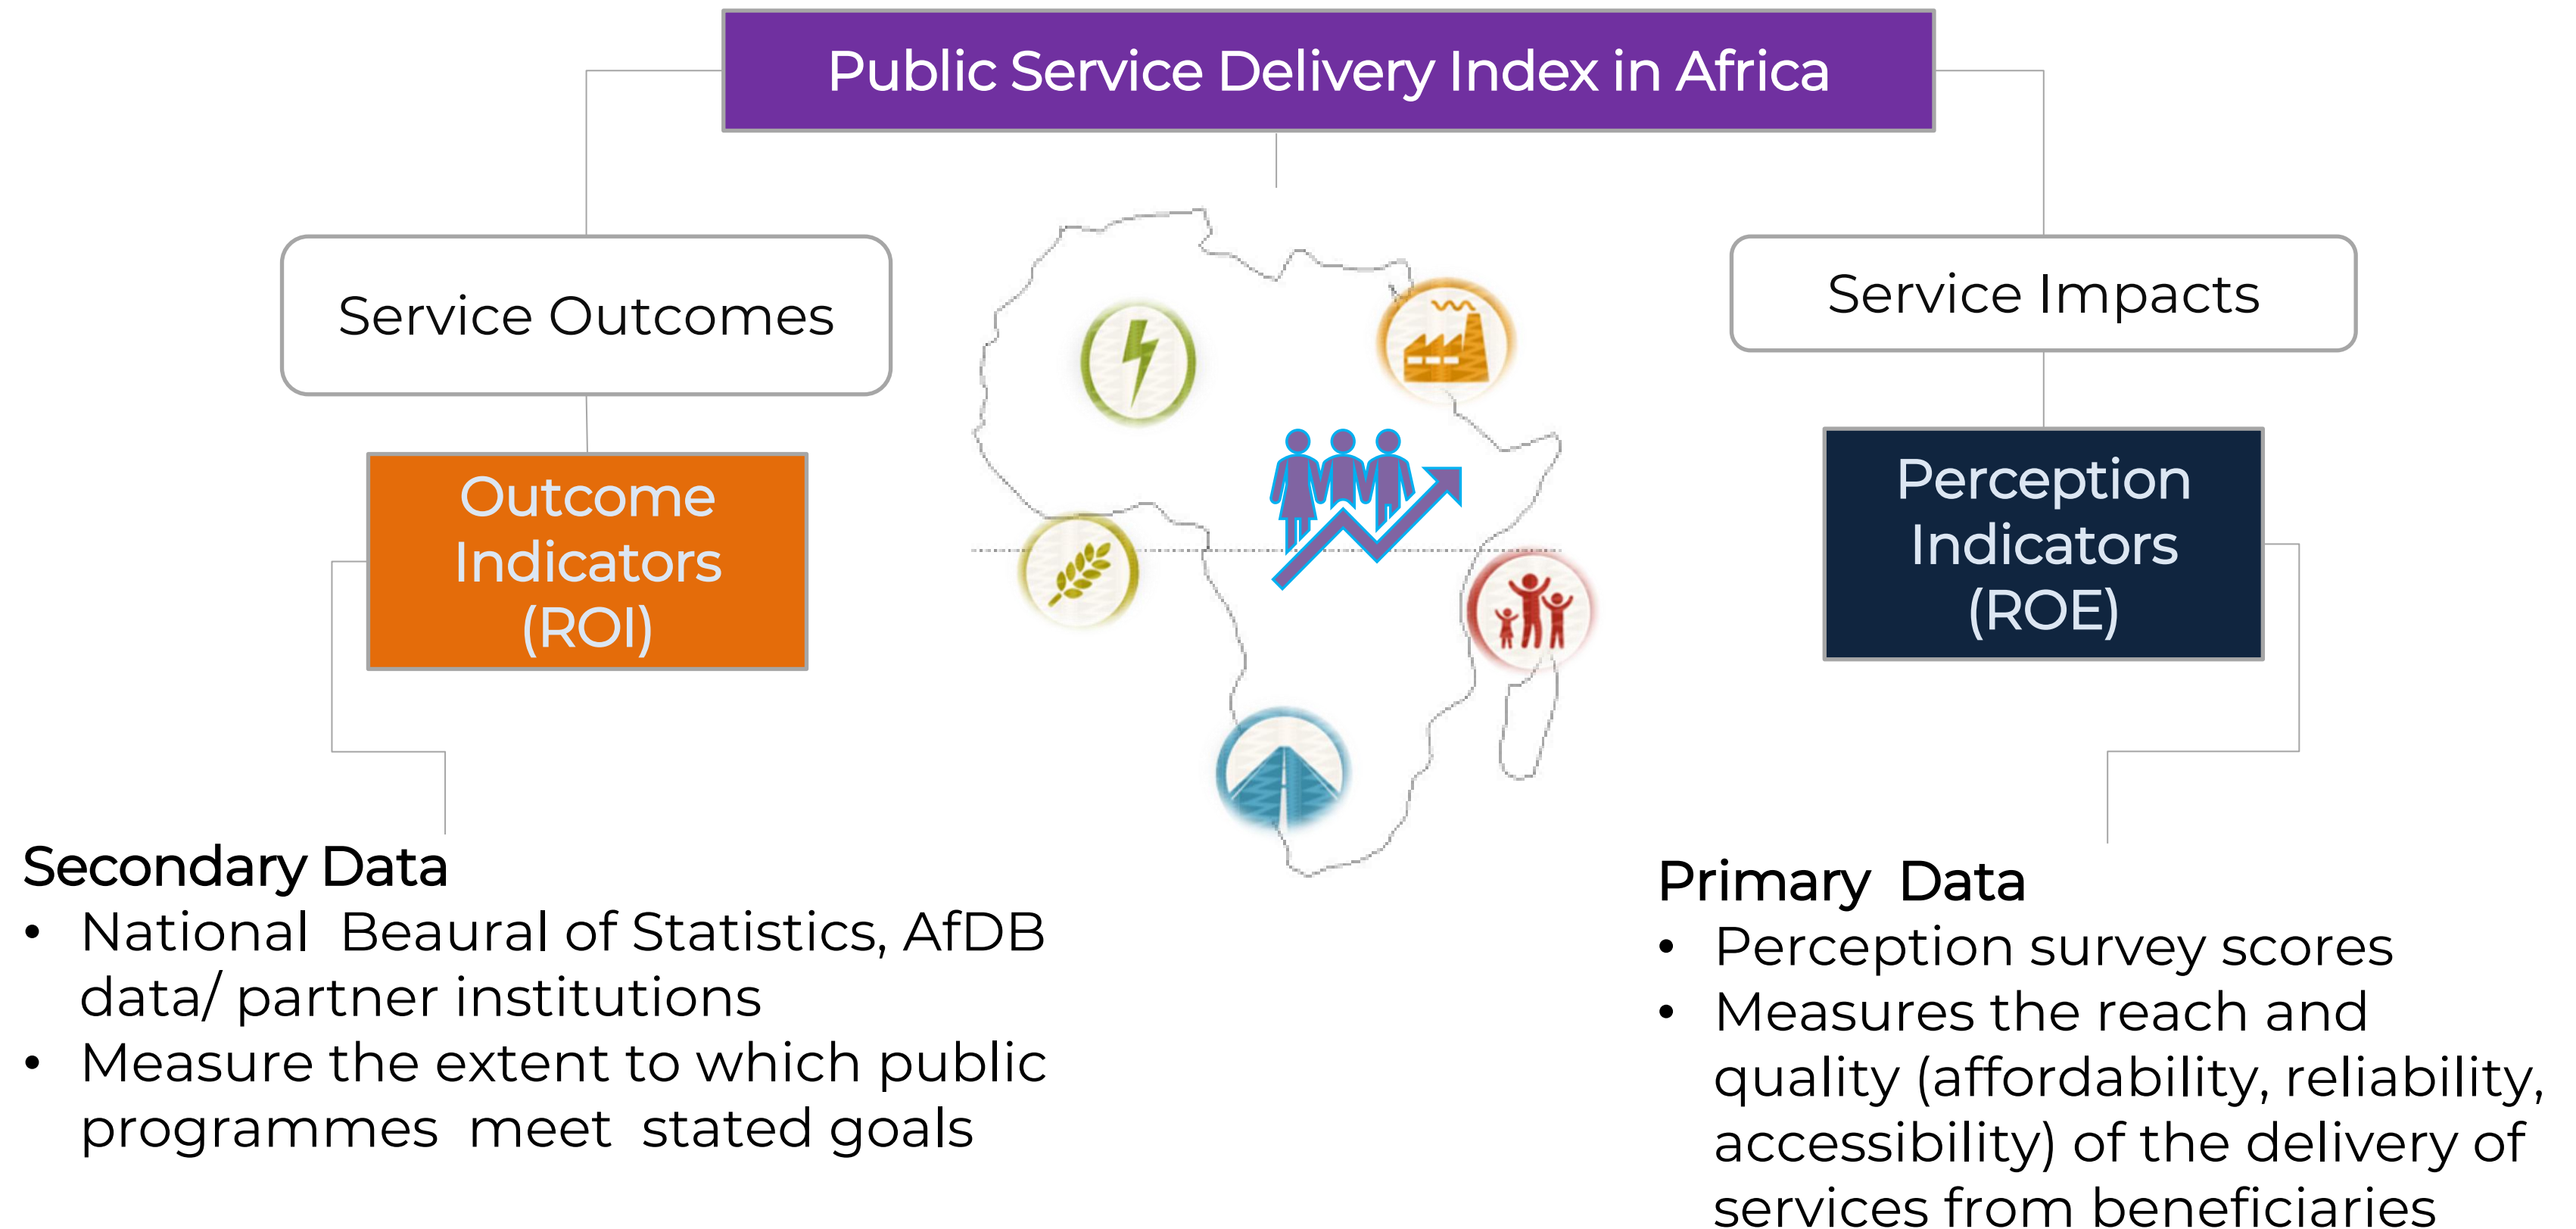 Public Service Delivery Index in Africa
Service Outcomes
Outcome
Indicators
(ROI)
Secondary Data
• National Beaural of Statistics, AfDB
data/ partner institutions
• Measure the extent to which public
programmes meet stated goals
Service Impacts
Perception
Indicators
(ROE)
Primary Data
• Perception survey scores
• Measures the reach and
quality (affordability, reliability,
accessibility) of the delivery of
services from beneficiaries